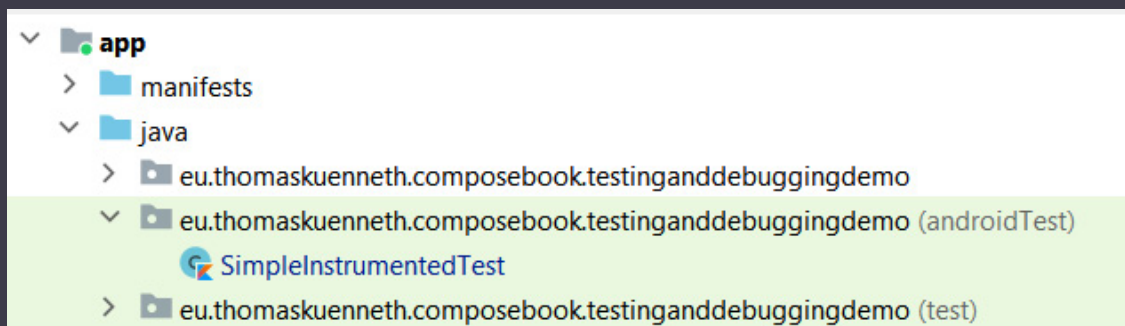 app
manifests
java
eu.thomaskuenneth.composebook.testinganddebuggingdemo
eu.thomaskuenneth.composebook.testinganddebuggingdemo (androidTest)
SimpleInstrumentedTest
eu.thomaskuenneth.composebook.testinganddebuggingdemo (test)